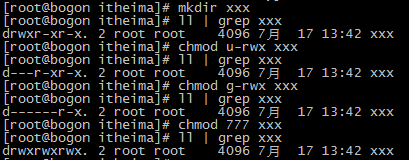 [root@bogon itheima]# mkdir xxx
[root@bogon itheima]# ll | grep xxx
drwxr-xr-x. 2 root root 4096 7月 17 13:42 xxx
[root@bogon itheima]# chmod u-rwx xxx
[root@bogon itheima]# ll | grep xxx
d---r-xr-x. 2 root root 4096 7月 17 13:42 xxx
[root@bogon itheima]# chmod g-rwx xxx
[root@bogon itheima]# ll | grep xxx
d------r-x. 2 root root 4096 7月 17 13:42 xxx
[root@bogon itheima]# chmod 777 xxx
[root@bogon itheima]# ll | grep xxx
drwxrwxrwx. 2 root root 4096 7月 17 13:42 xxx